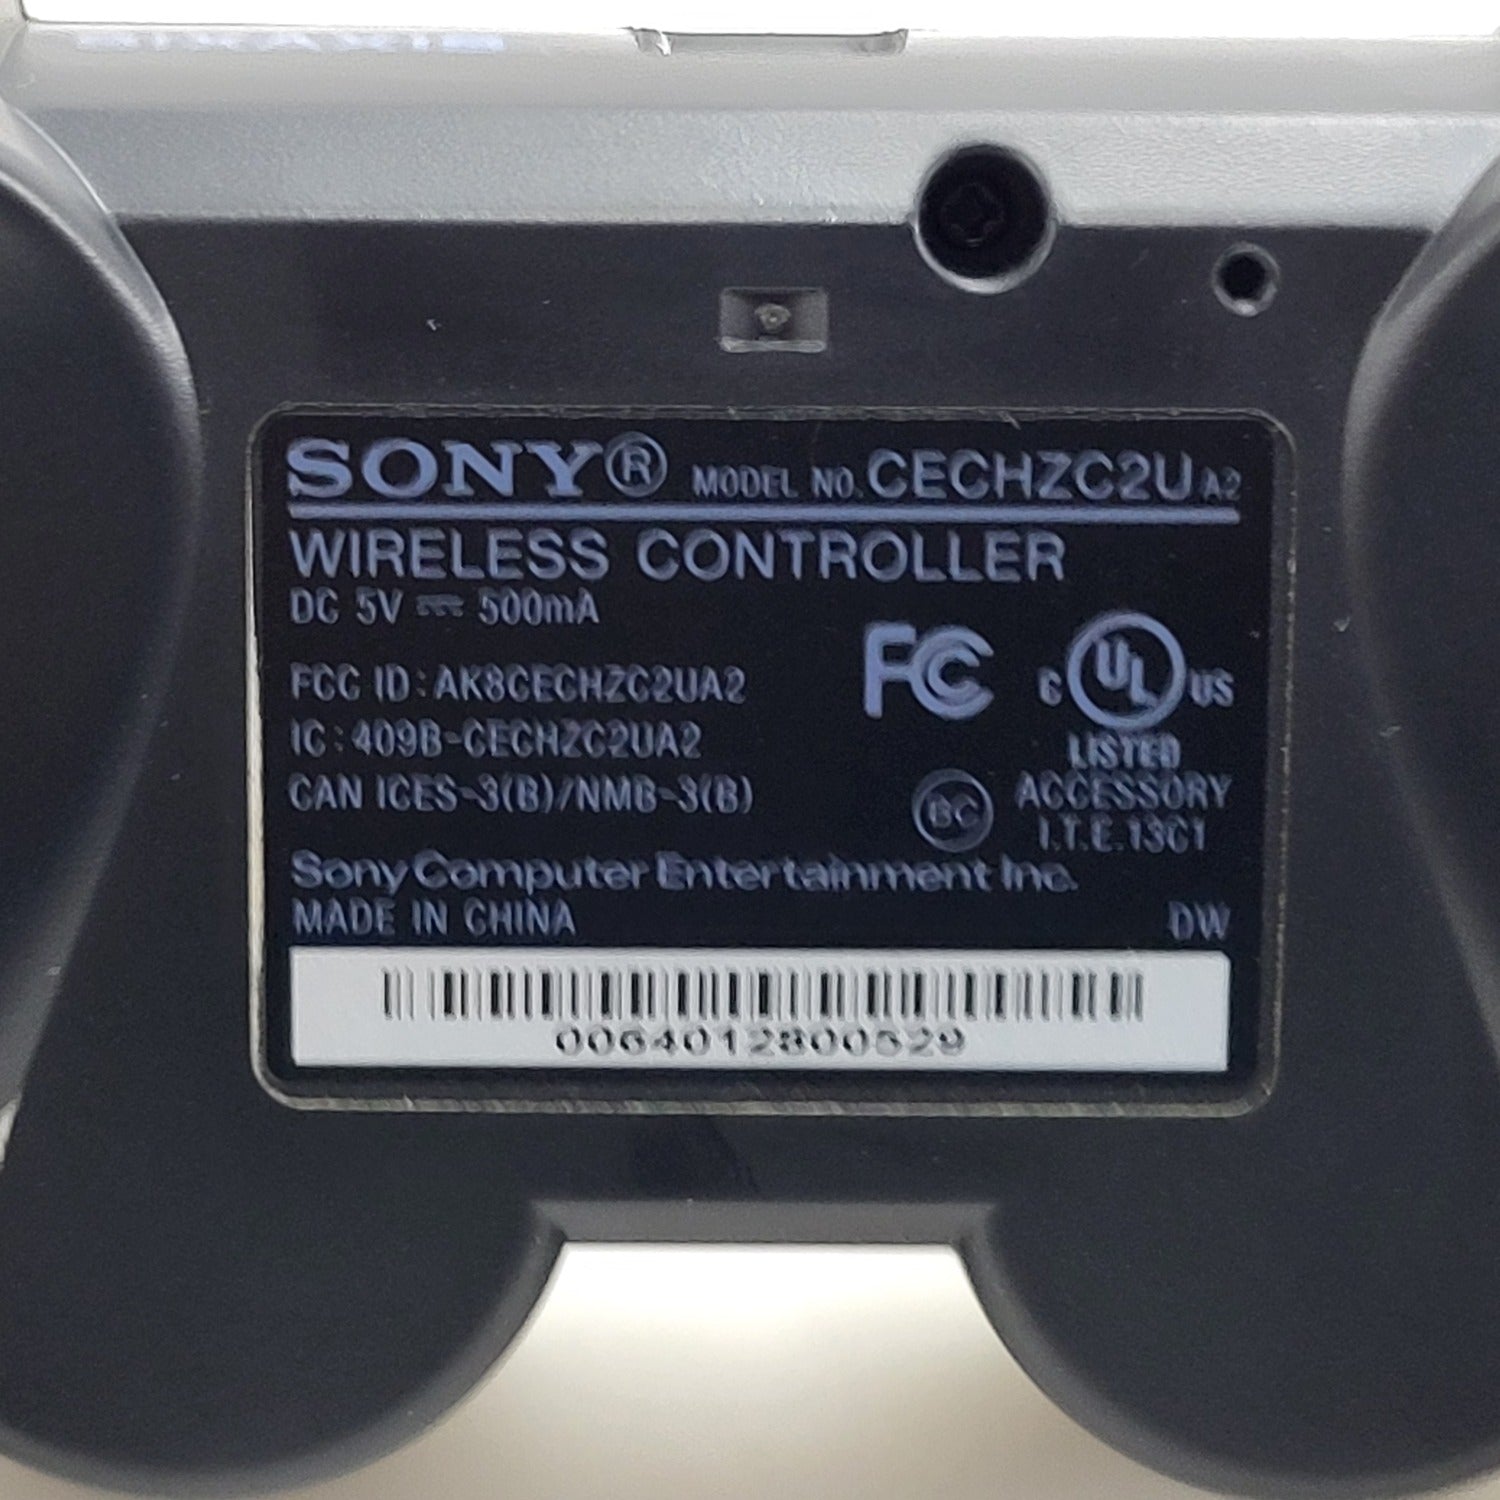 SONY® MODEL NO. CECHZC2U A2
WIRELESS CONTROLLER
DC 5V ⎓ 500mA
FC
C UL US
FCC ID : AK8CECHZC2UA2
IC : 409B-CECHZC2UA2
LISTED
CAN ICES-3(B)/NMB-3(B)
BC
ACCESSORY
I.T.E. 13C1
Sony Computer Entertainment Inc.
MADE IN CHINA
DW
0064012800529